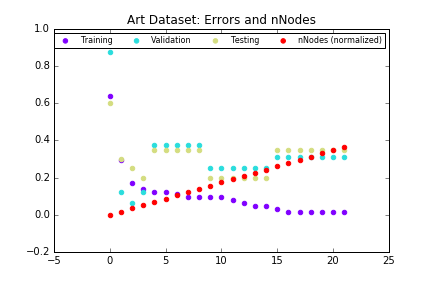 Art Dataset: Errors and nNodes
Training Validation Testing nNodes (normalized)
1.0
0.8
0.6
0.4
0.2
0.0
−0.2
−5 0 5 10 15 20 25